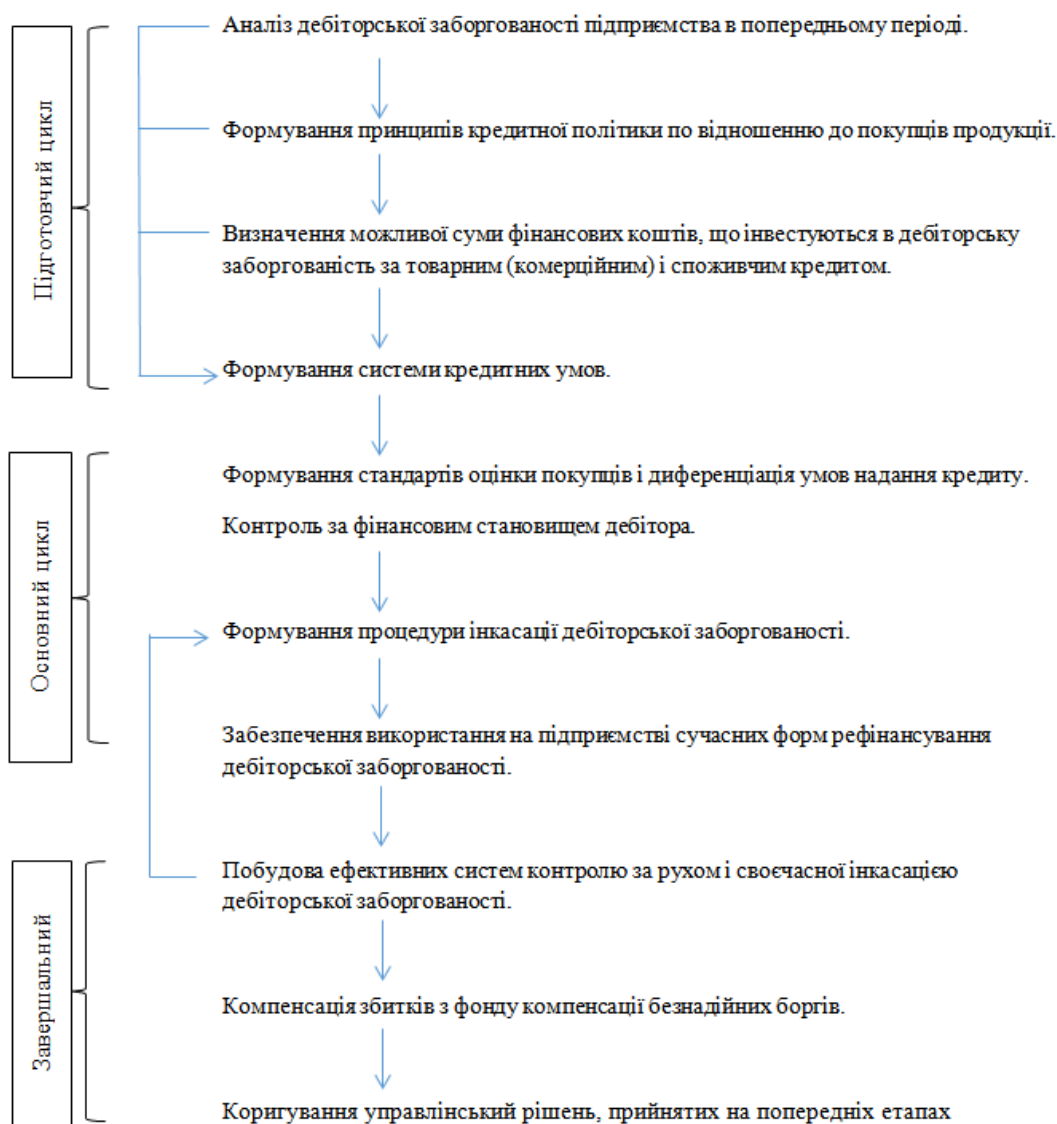 Підготовчий цикл
Аналіз дебіторської заборгованості підприємства в попередньому періоді.
Формування принципів кредитної політики по відношенню до покупців продукції.
Визначення можливої суми фінансових коштів, що інвестуються в дебіторську
заборгованість за товарним (комерційним) і споживчим кредитом.
Формування системи кредитних умов.
Основний цикл
Формування стандартів оцінки покупців і диференціація умов надання кредиту.
Контроль за фінансовим становищем дебітора.
Формування процедури інкасації дебіторської заборгованості.
Забезпечення використання на підприємстві сучасних форм рефінансування
дебіторської заборгованості.
Завершальний
Побудова ефективних систем контролю за рухом і своєчасної інкасацією
дебіторської заборгованості.
Компенсація збитків з фонду компенсації безнадійних боргів.
Коригування управлінський рішень, прийнятих на попередніх етапах